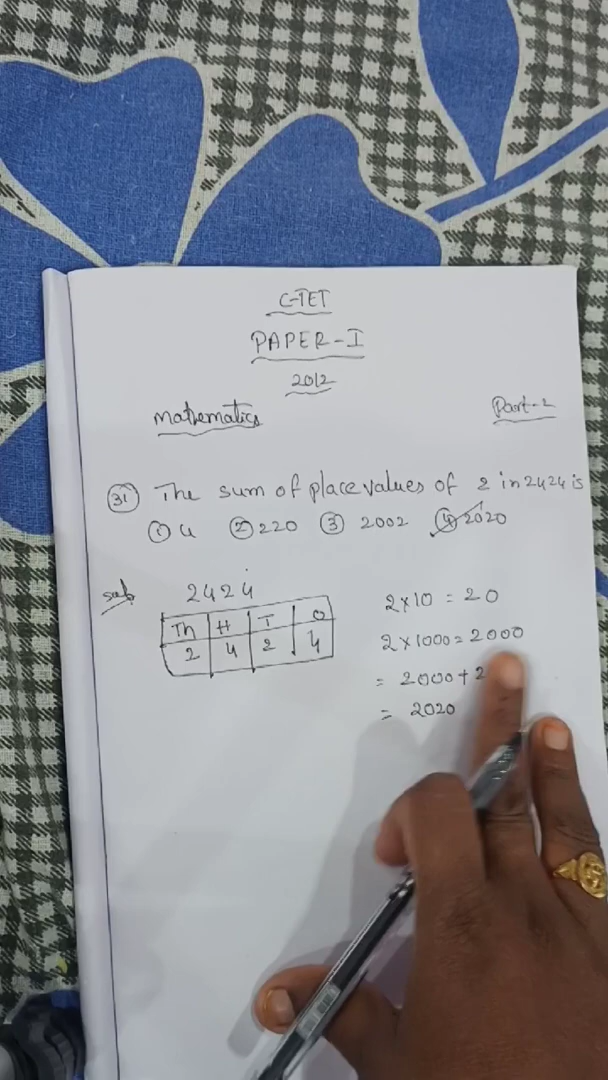 C-TET
PAPER-I
2012
Mathematics
Part-2
31 The sum of place values of 2 in 2424 is
① 4 ② 220 ③ 2002 ④ 2020
2424
Th H T O
2 4 2 4
2×10 = 20
2×1000 = 2000
= 2000+2
= 2020